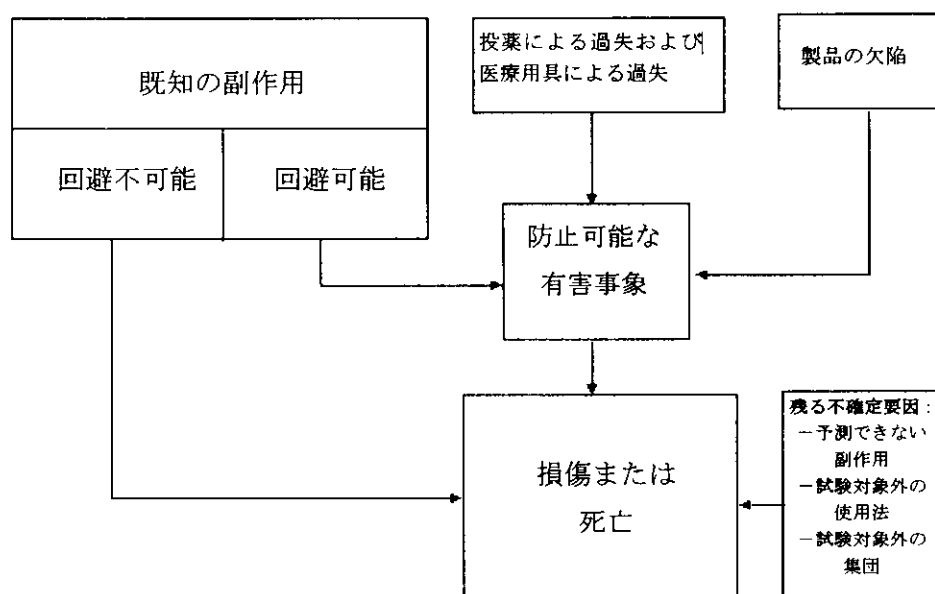 既知の副作用
回避不可能
回避可能
投薬による過失および
医療用具による過失
製品の欠陥
防止可能な
有害事象
損傷または
死亡
残る不確定要因：
－予測できない
副作用
－試験対象外の
使用法
－試験対象外の
集団